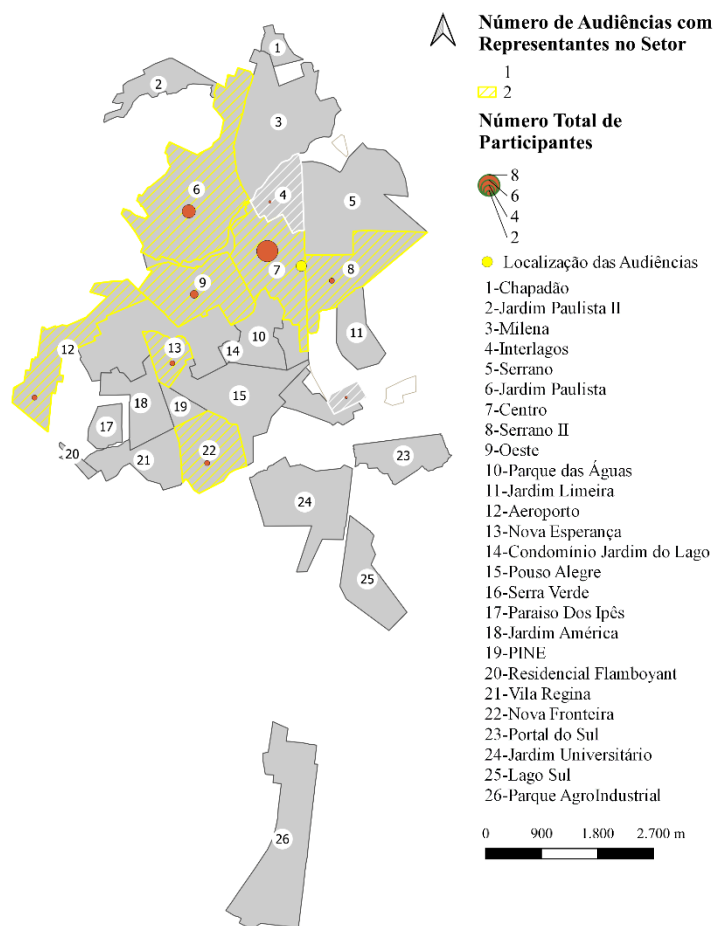 Número de Audiências com
Representantes no Setor
1
2
Número Total de
Participantes
8
6
4
2
Localização das Audiências
1-Chapadão
2-Jardim Paulista II
3-Milena
4-Interlagos
5-Serrano
6-Jardim Paulista
7-Centro
8-Serrano II
9-Oeste
10-Parque das Águas
11-Jardim Limeira
12-Aeroporto
13-Nova Esperança
14-Condomínio Jardim do Lago
15-Pouso Alegre
16-Serra Verde
17-Paraiso Dos Ipês
18-Jardim América
19-PINE
20-Residencial Flamboyant
21-Vila Regina
22-Nova Fronteira
23-Portal do Sul
24-Jardim Universitário
25-Lago Sul
26-Parque AgroIndustrial
0 900 1.800 2.700 m
1
2
3
4
5
6
7
8
9
10
11
12
13
14
15
17
18
19
20
21
22
23
24
25
26